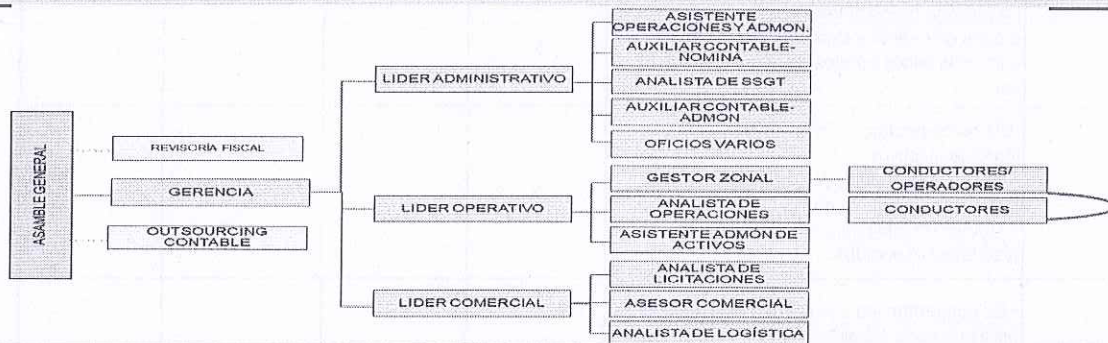 ASAMBLE GENERAL
REVISORÍA FISCAL
GERENCIA
OUTSOURCING
CONTABLE
LIDER ADMINISTRATIVO
LIDER OPERATIVO
LIDER COMERCIAL
ASISTENTE
OPERACIONES Y ADMON.
AUXILIAR CONTABLE-
NOMINA
ANALISTA DE SSGT
AUXILIAR CONTABLE-
ADMON
OFICIOS VARIOS
GESTOR ZONAL
ANALISTA DE
OPERACIONES
ASISTENTE ADMÓN DE
ACTIVOS
ANALISTA DE
LICITACIONES
ASESOR COMERCIAL
ANALISTA DE LOGÍSTICA
CONDUCTORES/
OPERADORES
CONDUCTORES